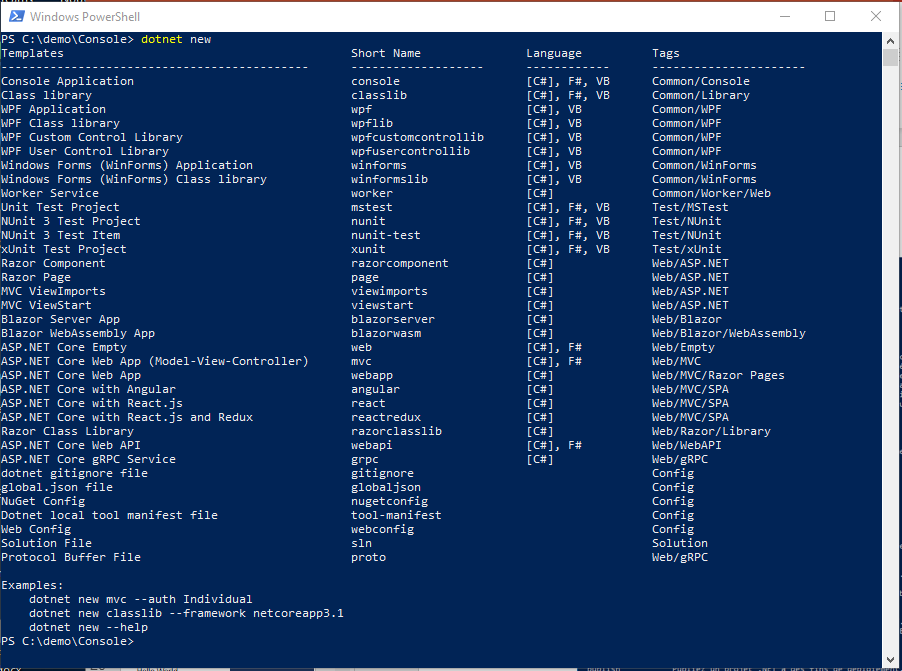 Windows PowerShell
PS C:\demo\Console> dotnet new
Templates                                         Short Name               Language          Tags
--------------------------------------------      -------------------      ------------      ----------------------
Console Application                               console                  [C#], F#, VB      Common/Console
Class library                                     classlib                 [C#], F#, VB      Common/Library
WPF Application                                   wpf                      [C#], VB          Common/WPF
WPF Class library                                 wpflib                   [C#], VB          Common/WPF
WPF Custom Control Library                        wpfcustomcontrollib      [C#], VB          Common/WPF
WPF User Control Library                          wpfusercontrollib        [C#], VB          Common/WPF
Windows Forms (WinForms) Application              winforms                 [C#], VB          Common/WinForms
Windows Forms (WinForms) Class library            winformslib              [C#], VB          Common/WinForms
Worker Service                                    worker                   [C#]              Common/Worker/Web
Unit Test Project                                 mstest                   [C#], F#, VB      Test/MSTest
NUnit 3 Test Project                              nunit                    [C#], F#, VB      Test/NUnit
NUnit 3 Test Item                                 nunit-test               [C#], F#, VB      Test/NUnit
xUnit Test Project                                xunit                    [C#], F#, VB      Test/xUnit
Razor Component                                   razorcomponent           [C#]              Web/ASP.NET
Razor Page                                        page                     [C#]              Web/ASP.NET
MVC ViewImports                                   viewimports              [C#]              Web/ASP.NET
MVC ViewStart                                     viewstart                [C#]              Web/ASP.NET
Blazor Server App                                 blazorserver             [C#]              Web/Blazor
Blazor WebAssembly App                            blazorwasm               [C#]              Web/Blazor/WebAssembly
ASP.NET Core Empty                                web                      [C#], F#          Web/Empty
ASP.NET Core Web App (Model-View-Controller)      mvc                      [C#], F#          Web/MVC
ASP.NET Core Web App                              webapp                   [C#]              Web/MVC/Razor Pages
ASP.NET Core with Angular                         angular                  [C#]              Web/MVC/SPA
ASP.NET Core with React.js                        react                    [C#]              Web/MVC/SPA
ASP.NET Core with React.js and Redux              reactredux               [C#]              Web/MVC/SPA
Razor Class Library                               razorclasslib            [C#]              Web/Razor/Library
ASP.NET Core Web API                              webapi                   [C#], F#          Web/WebAPI
ASP.NET Core gRPC Service                         grpc                     [C#]              Web/gRPC
dotnet gitignore file                             gitignore                                  Config
global.json file                                  globaljson                                 Config
NuGet Config                                      nugetconfig                                Config
Dotnet local tool manifest file                   tool-manifest                              Config
Web Config                                        webconfig                                  Config
Solution File                                     sln                                        Solution
Protocol Buffer File                              proto                                      Web/gRPC
Examples:
    dotnet new mvc --auth Individual
    dotnet new classlib --framework netcoreapp3.1
    dotnet new --help
PS C:\demo\Console>